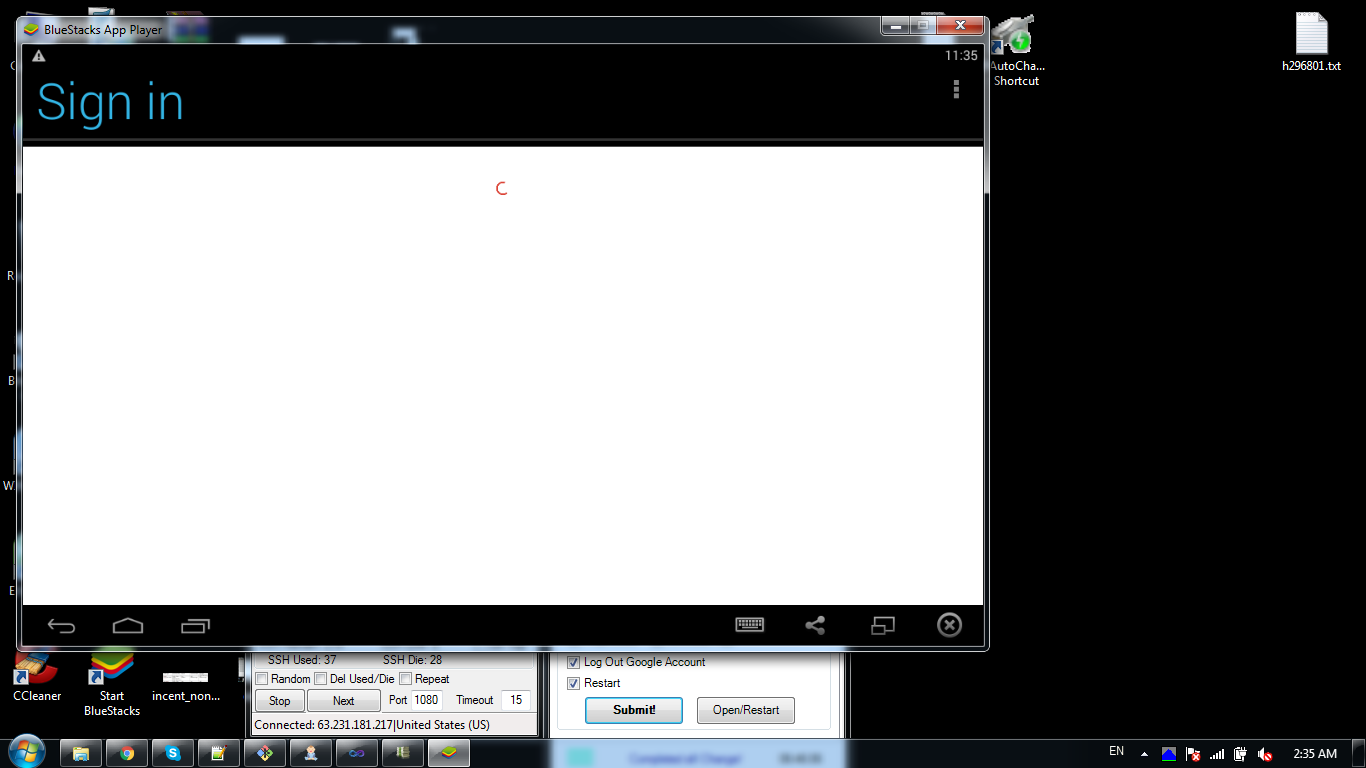 BlueStacks App Player
11:35
Sign in
AutoCha...
Shortcut
h296801.txt
SSH Used: 37
SSH Die: 28
Random
Del Used/Die
Repeat
Stop
Next
Port
1080
Timeout
15
Connected: 63.231.181.217|United States (US)
Log Out Google Account
Restart
Submit!
Open/Restart
CCleaner
Start
BlueStacks
incent_non...
EN
2:35 AM